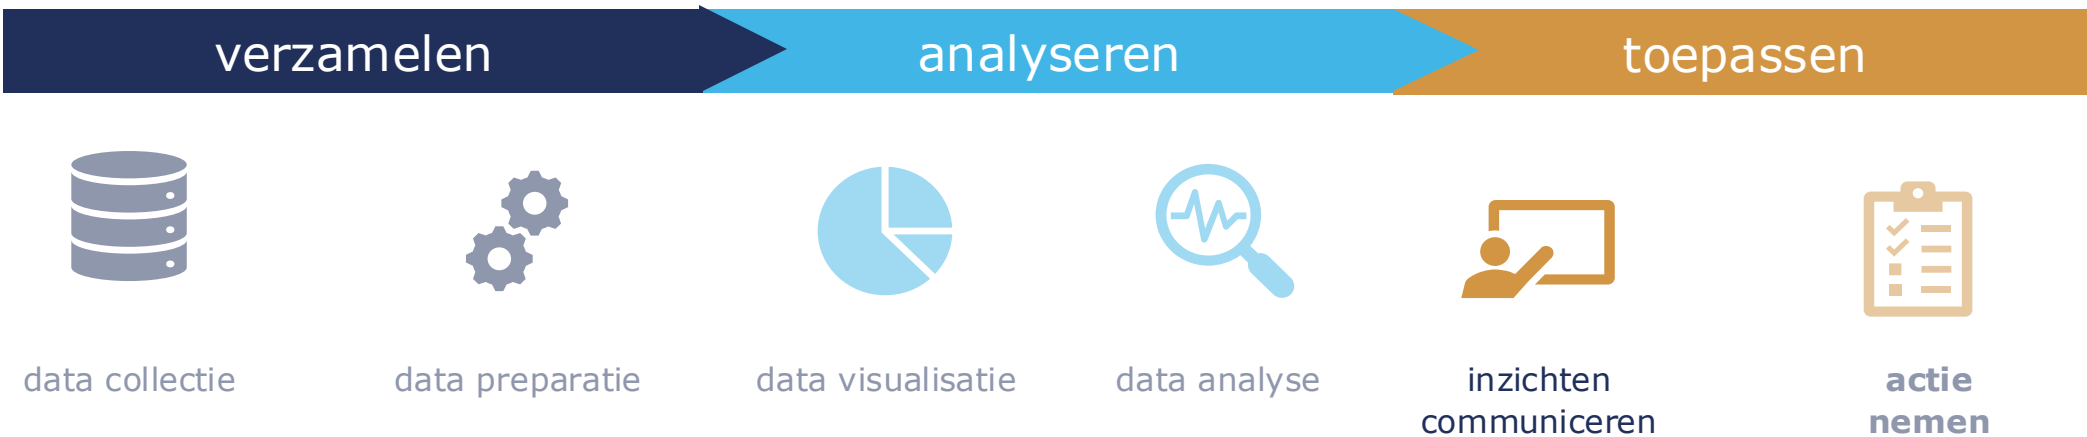 verzamelen
analyseren
toepassen
data collectie
data preparatie
data visualisatie
data analyse
inzichten
communiceren
actie
nemen